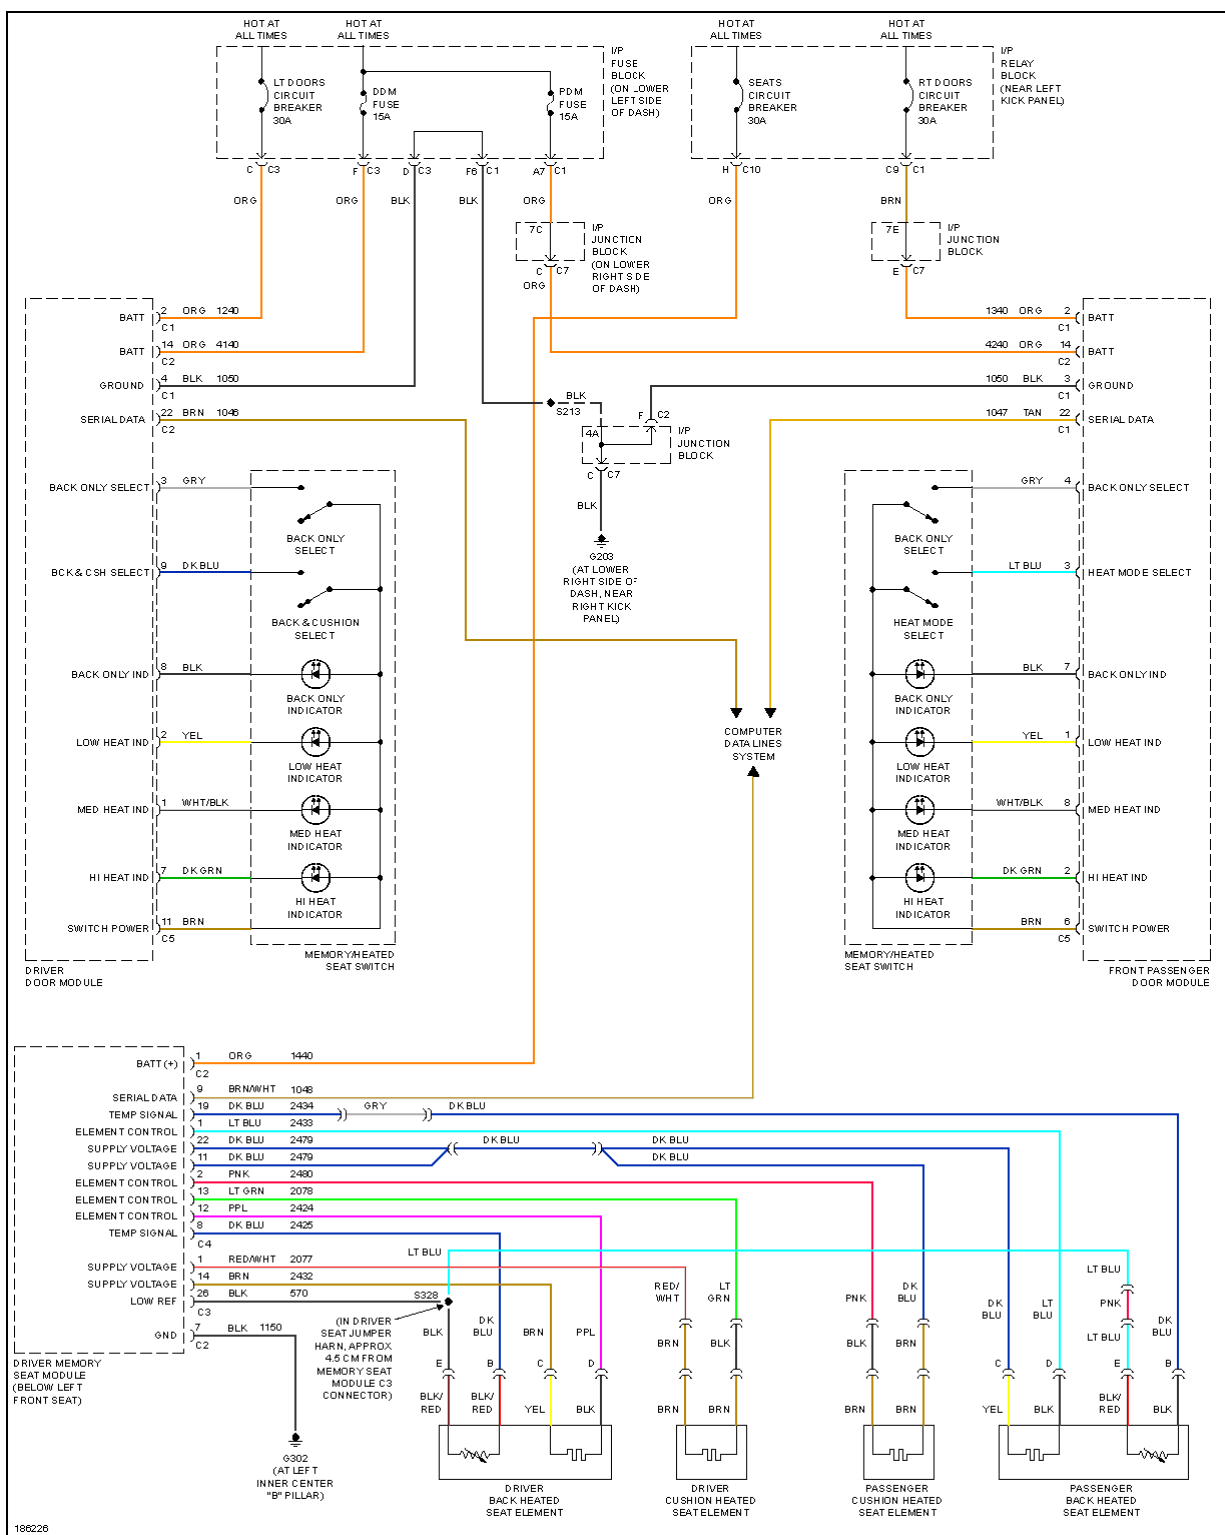 HOT AT
ALL TIMES
HOT AT
ALL TIMES
HOT AT
ALL TIMES
HOT AT
ALL TIMES
LT DOORS
CIRCUIT
BREAKER
30A
DDM
FUSE
15A
PDM
FUSE
15A
I/P
FUSE
BLOCK
(ON LOWER
LEFT SIDE
OF DASH)
SEATS
CIRCUIT
BREAKER
30A
RT DOORS
CIRCUIT
BREAKER
30A
I/P
RELAY
BLOCK
(NEAR LEFT
KICK PANEL)
C C3
F C3
D C3
F6 C1
A7 C1
H C10
C9 C1
ORG
ORG
BLK
BLK
ORG
ORG
BRN
7C
I/P
JUNCTION
BLOCK
(ON LOWER
RIGHT SIDE
OF DASH)
C C7
ORG
7E
I/P
JUNCTION
BLOCK
E C7
BATT
2 ORG 1240
C1
BATT
14 ORG 4140
C2
GROUND
4 BLK 1050
C1
SERIAL DATA
22 BRN 1046
C2
BACK ONLY SELECT
3 GRY
BCK & CSH SELECT
9 DK BLU
BACK ONLY IND
8 BLK
LOW HEAT IND
2 YEL
MED HEAT IND
1 WHT/BLK
HI HEAT IND
7 DK GRN
SWITCH POWER
11 BRN
C5
DRIVER
DOOR MODULE
BACK ONLY
SELECT
BACK & CUSHION
SELECT
BACK ONLY
INDICATOR
LOW HEAT
INDICATOR
MED HEAT
INDICATOR
HI HEAT
INDICATOR
MEMORY/HEATED
SEAT SWITCH
BLK
S213
F C2
4A
I/P
JUNCTION
BLOCK
C C7
BLK
G203
(AT LOWER
RIGHT SIDE OF
DASH, NEAR
RIGHT KICK
PANEL)
COMPUTER
DATA LINES
SYSTEM
1340 ORG 2
C1
BATT
4240 ORG 14
C2
BATT
1050 BLK 3
C1
GROUND
1047 TAN 22
C1
SERIAL DATA
GRY 4
BACK ONLY SELECT
LT BLU 3
HEAT MODE SELECT
BLK 7
BACK ONLY IND
YEL 1
LOW HEAT IND
WHT/BLK 8
MED HEAT IND
DK GRN 2
HI HEAT IND
BRN 6
C5
SWITCH POWER
BACK ONLY
SELECT
HEAT MODE
SELECT
BACK ONLY
INDICATOR
LOW HEAT
INDICATOR
MED HEAT
INDICATOR
HI HEAT
INDICATOR
MEMORY/HEATED
SEAT SWITCH
FRONT PASSENGER
DOOR MODULE
BATT (+)
1 ORG 1440
C2
SERIAL DATA
9 BRN/WHT 1048
TEMP SIGNAL
19 DK BLU 2434
GRY
DK BLU
ELEMENT CONTROL
1 LT BLU 2433
SUPPLY VOLTAGE
22 DK BLU 2479
DK BLU
DK BLU
SUPPLY VOLTAGE
11 DK BLU 2479
DK BLU
ELEMENT CONTROL
2 PNK 2480
ELEMENT CONTROL
13 LT GRN 2078
ELEMENT CONTROL
12 PPL 2424
TEMP SIGNAL
8 DK BLU 2425
C4
SUPPLY VOLTAGE
1 RED/WHT 2077
SUPPLY VOLTAGE
14 BRN 2432
LOW REF
26 BLK 570
C3
GND
7 BLK 1150
C2
DRIVER MEMORY
SEAT MODULE
(BELOW LEFT
FRONT SEAT)
G302
(AT LEFT
INNER CENTER
"B" PILLAR)
LT BLU
S328
(IN DRIVER
SEAT JUMPER
HARN, APPROX
4.5 CM FROM
MEMORY SEAT
MODULE C3
CONNECTOR)
BLK
DK
BLU
BRN
PPL
E
B
C
D
BLK/
RED
BLK/
RED
YEL
BLK
DRIVER
BACK HEATED
SEAT ELEMENT
RED/
WHT
LT
GRN
BRN
BLK
BRN
BRN
DRIVER
CUSHION HEATED
SEAT ELEMENT
PNK
DK
BLU
BLK
BRN
BRN
BRN
PASSENGER
CUSHION HEATED
SEAT ELEMENT
DK
BLU
LT
BLU
LT BLU
PNK
LT BLU
DK
BLU
C
D
E
B
YEL
BLK
BLK/
RED
BLK
PASSENGER
BACK HEATED
SEAT ELEMENT
186226